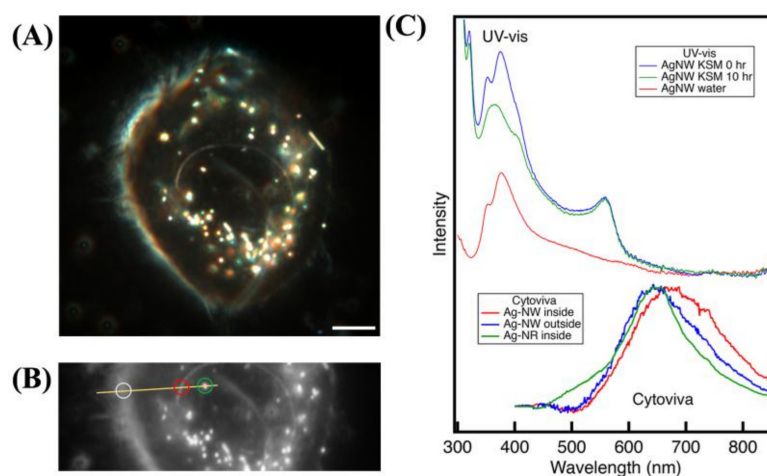 (A)
(B)
(C)
UV-vis
UV-vis
AgNW KSM 0 hr
AgNW KSM 10 hr
AgNW water
Intensity
Cytoviva
Ag-NW inside
Ag-NW outside
Ag-NR inside
Cytoviva
300 400 500 600 700 800
Wavelength (nm)